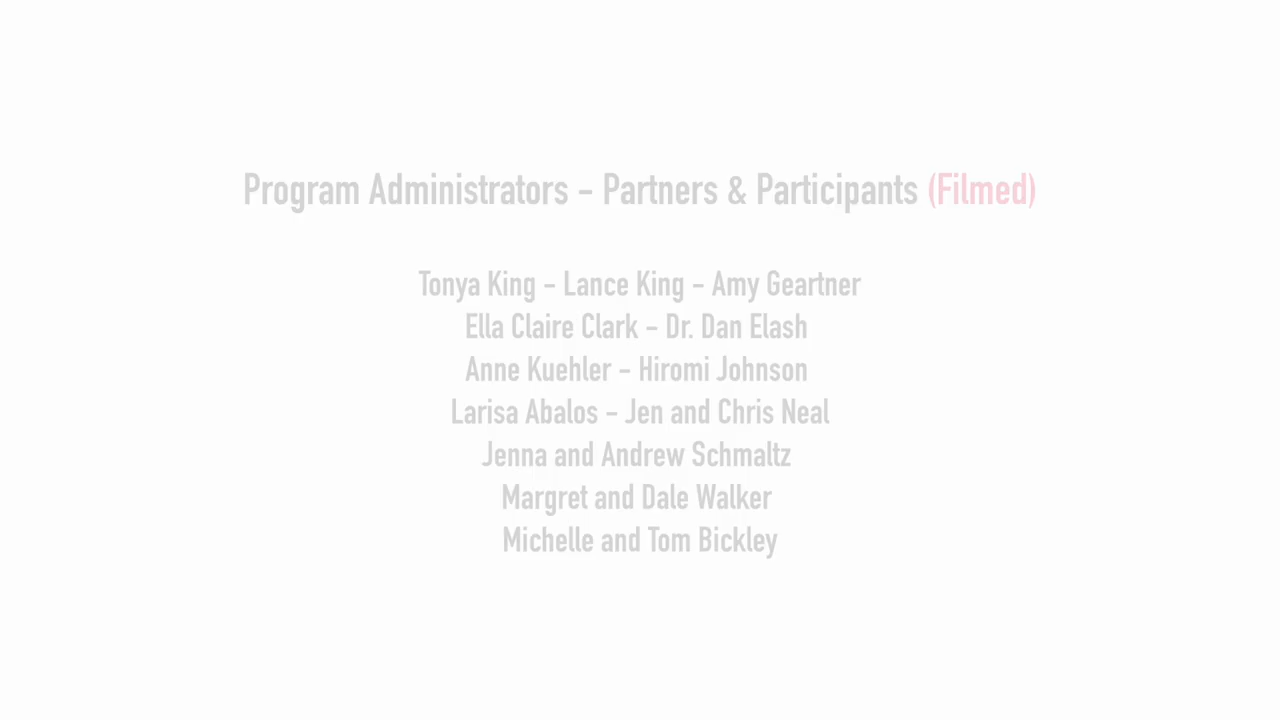 Program Administrators - Partners & Participants (Filmed)
Tonya King - Lance King - Amy Geartner
Ella Claire Clark - Dr. Dan Elash
Anne Kuehler - Hiromi Johnson
Larisa Abalos - Jen and Chris Neal
Jenna and Andrew Schmaltz
Margret and Dale Walker
Michelle and Tom Bickley